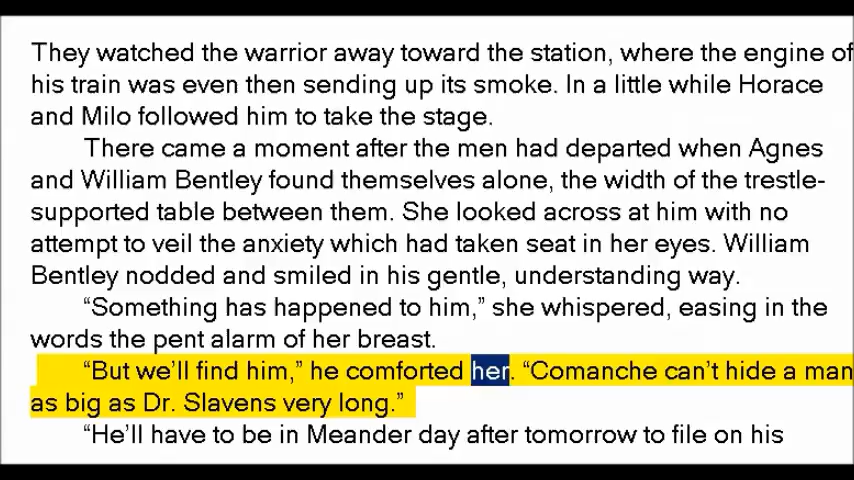 They watched the warrior away toward the station, where the engine of
his train was even then sending up its smoke. In a little while Horace
and Milo followed him to take the stage.
There came a moment after the men had departed when Agnes
and William Bentley found themselves alone, the width of the trestle-
supported table between them. She looked across at him with no
attempt to veil the anxiety which had taken seat in her eyes. William
Bentley nodded and smiled in his gentle, understanding way.
“Something has happened to him,” she whispered, easing in the
words the pent alarm of her breast.
“But we’ll find him,” he comforted her. “Comanche can’t hide a man
as big as Dr. Slavens very long.”
“He’ll have to be in Meander day after tomorrow to file on his